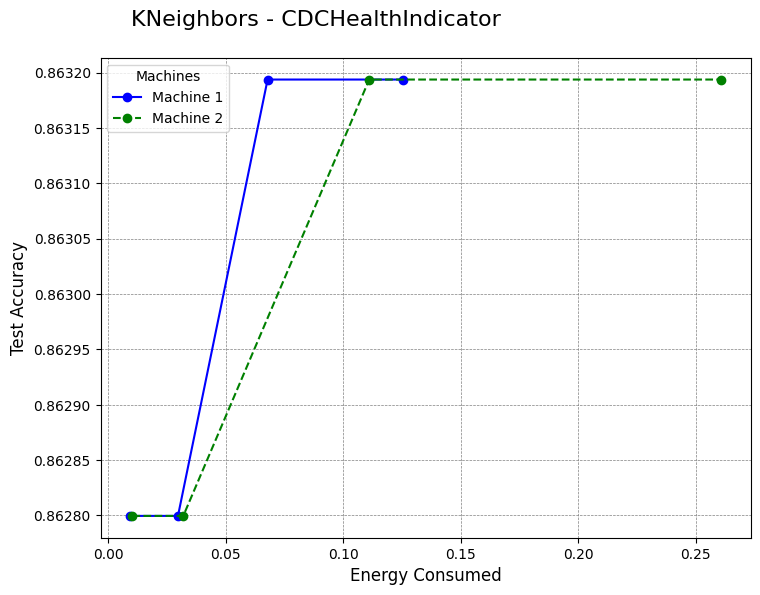 KNeighbors - CDCHealthIndicator
Machines
Machine 1
Machine 2
Test Accuracy
0.86320
0.86315
0.86310
0.86305
0.86300
0.86295
0.86290
0.86285
0.86280
0.00 0.05 0.10 0.15 0.20 0.25
Energy Consumed